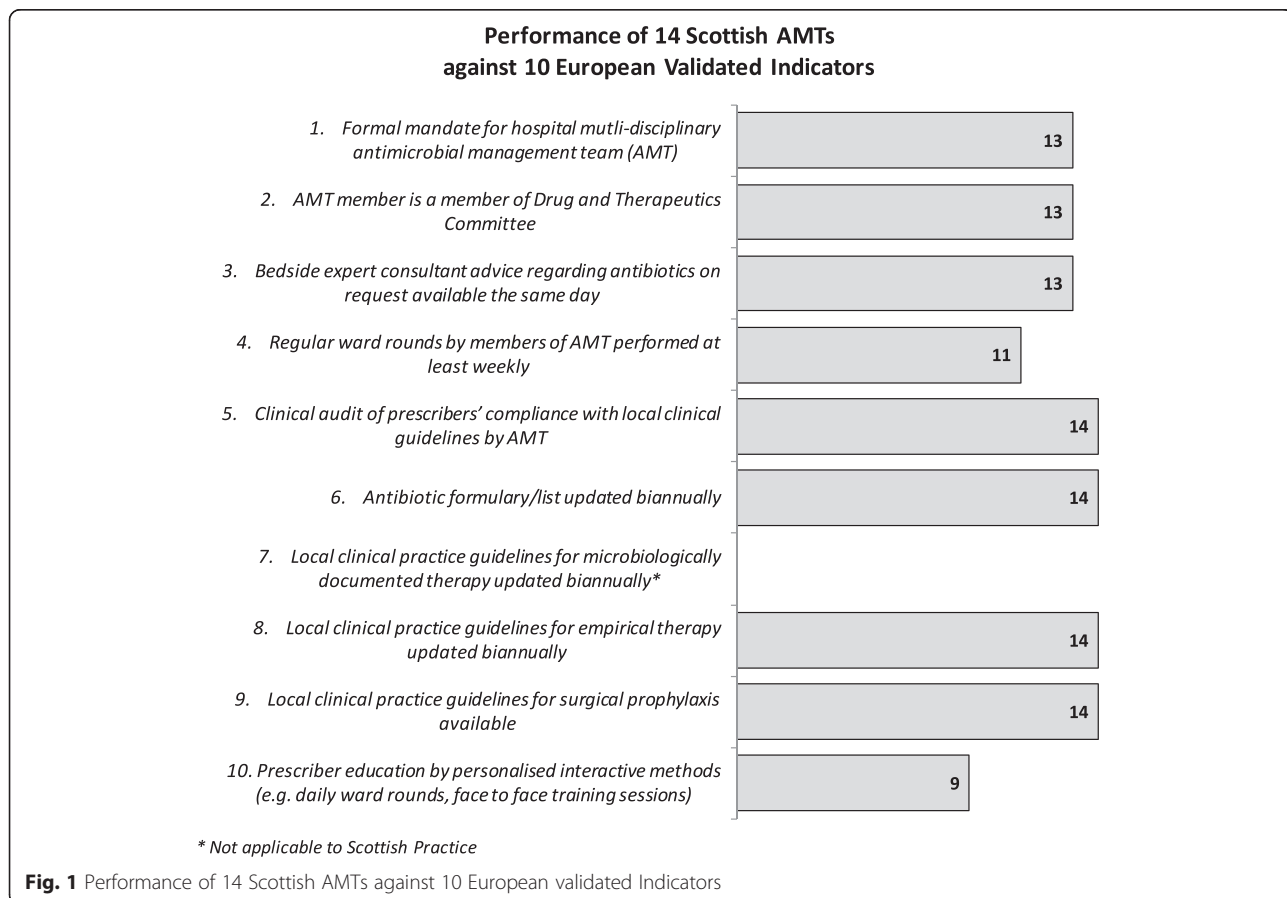 Performance of 14 Scottish AMTs
against 10 European Validated Indicators
1. Formal mandate for hospital mutli-disciplinary
antimicrobial management team (AMT)
13
2. AMT member is a member of Drug and Therapeutics
Committee
13
3. Bedside expert consultant advice regarding antibiotics on
request available the same day
13
4. Regular ward rounds by members of AMT performed at
least weekly
11
5. Clinical audit of prescribers’ compliance with local clinical
guidelines by AMT
14
6. Antibiotic formulary/list updated biannually
14
7. Local clinical practice guidelines for microbiologically
documented therapy updated biannually*
8. Local clinical practice guidelines for empirical therapy
updated biannually
14
9. Local clinical practice guidelines for surgical prophylaxis
available
14
10. Prescriber education by personalised interactive methods
(e.g. daily ward rounds, face to face training sessions)
9
* Not applicable to Scottish Practice
Fig. 1 Performance of 14 Scottish AMTs against 10 European validated Indicators